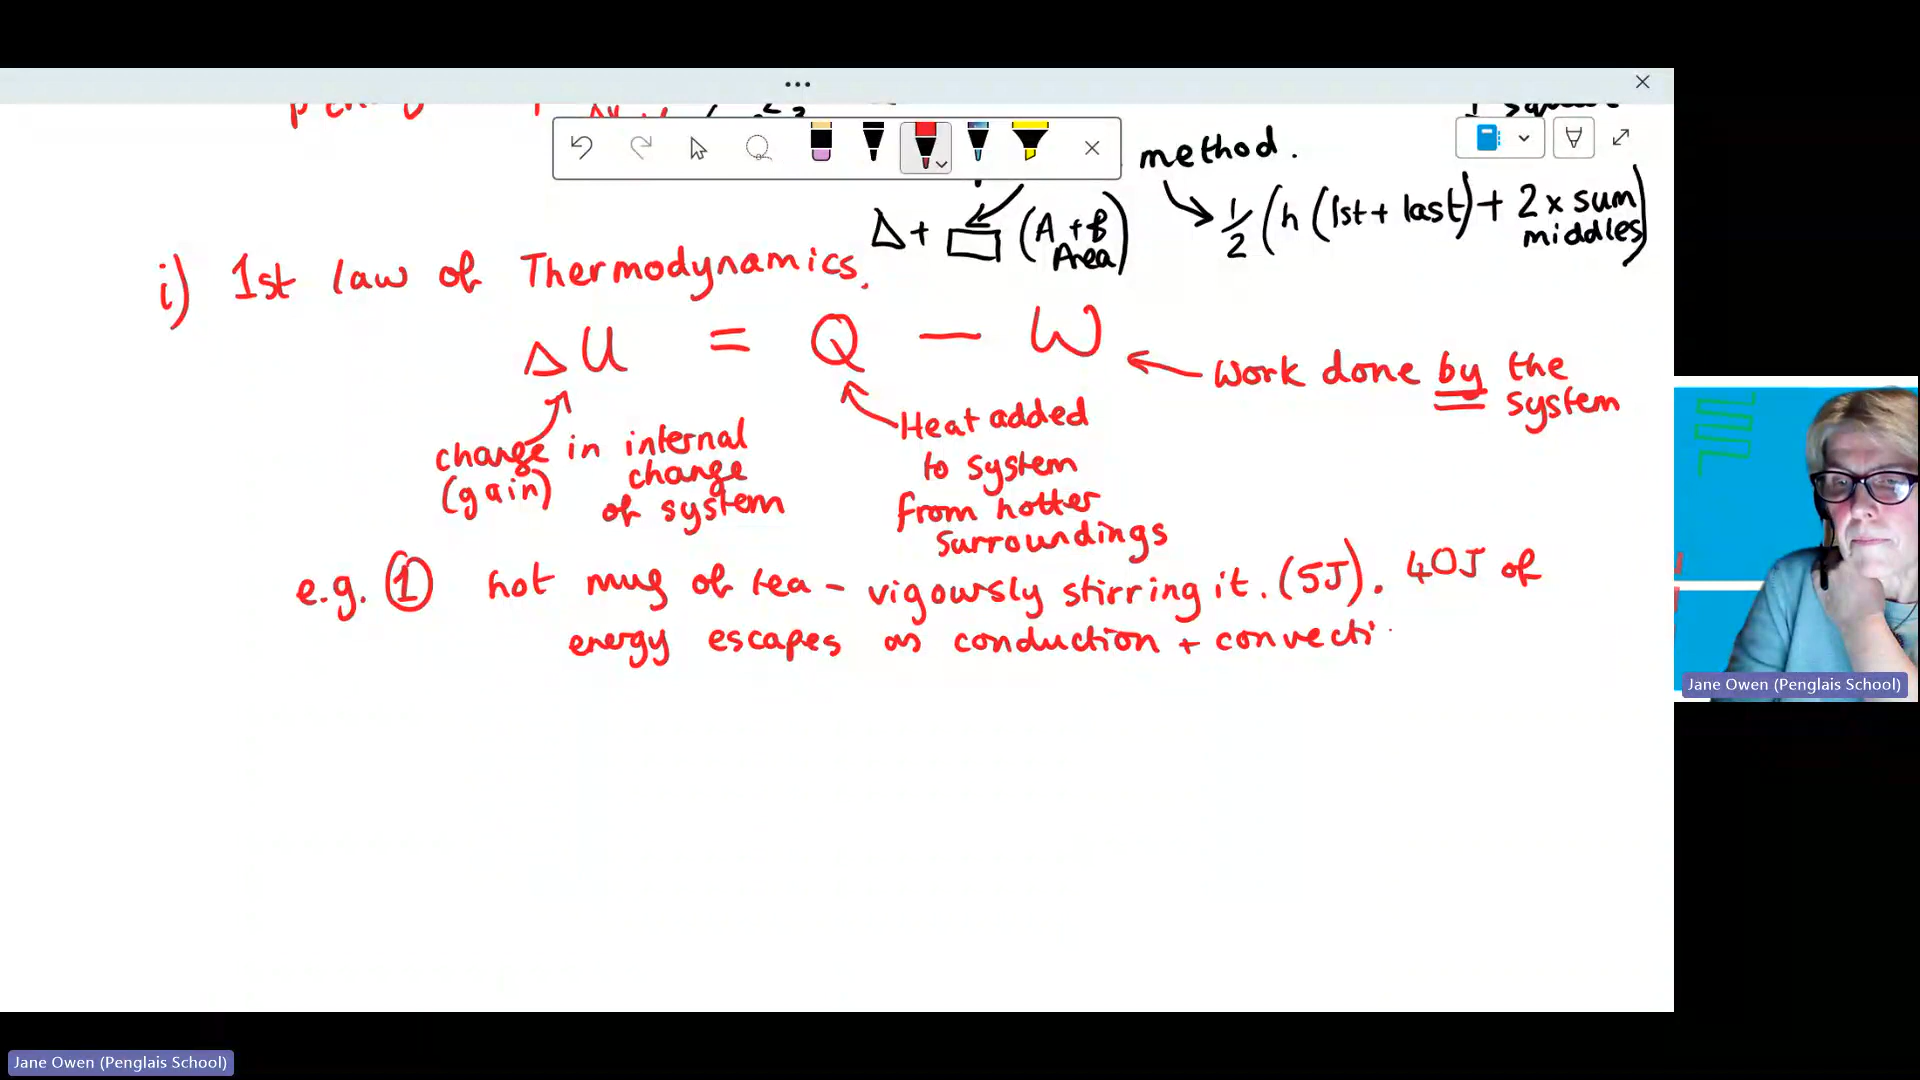 method.
Δ + ▭ (A + B Area)
1/2 (h (1st + last) + 2 x sum middles)
i) 1st law of Thermodynamics.
ΔU = Q — W
work done by the system
change in internal change of system
(gain)
Heat added
to system
from hotter
surroundings
e.g. ① hot mug of tea - vigowsly stirring it. (5J). 40J of
energy escapes as conduction + convecti
Jane Owen (Penglais School)
Jane Owen (Penglais School)